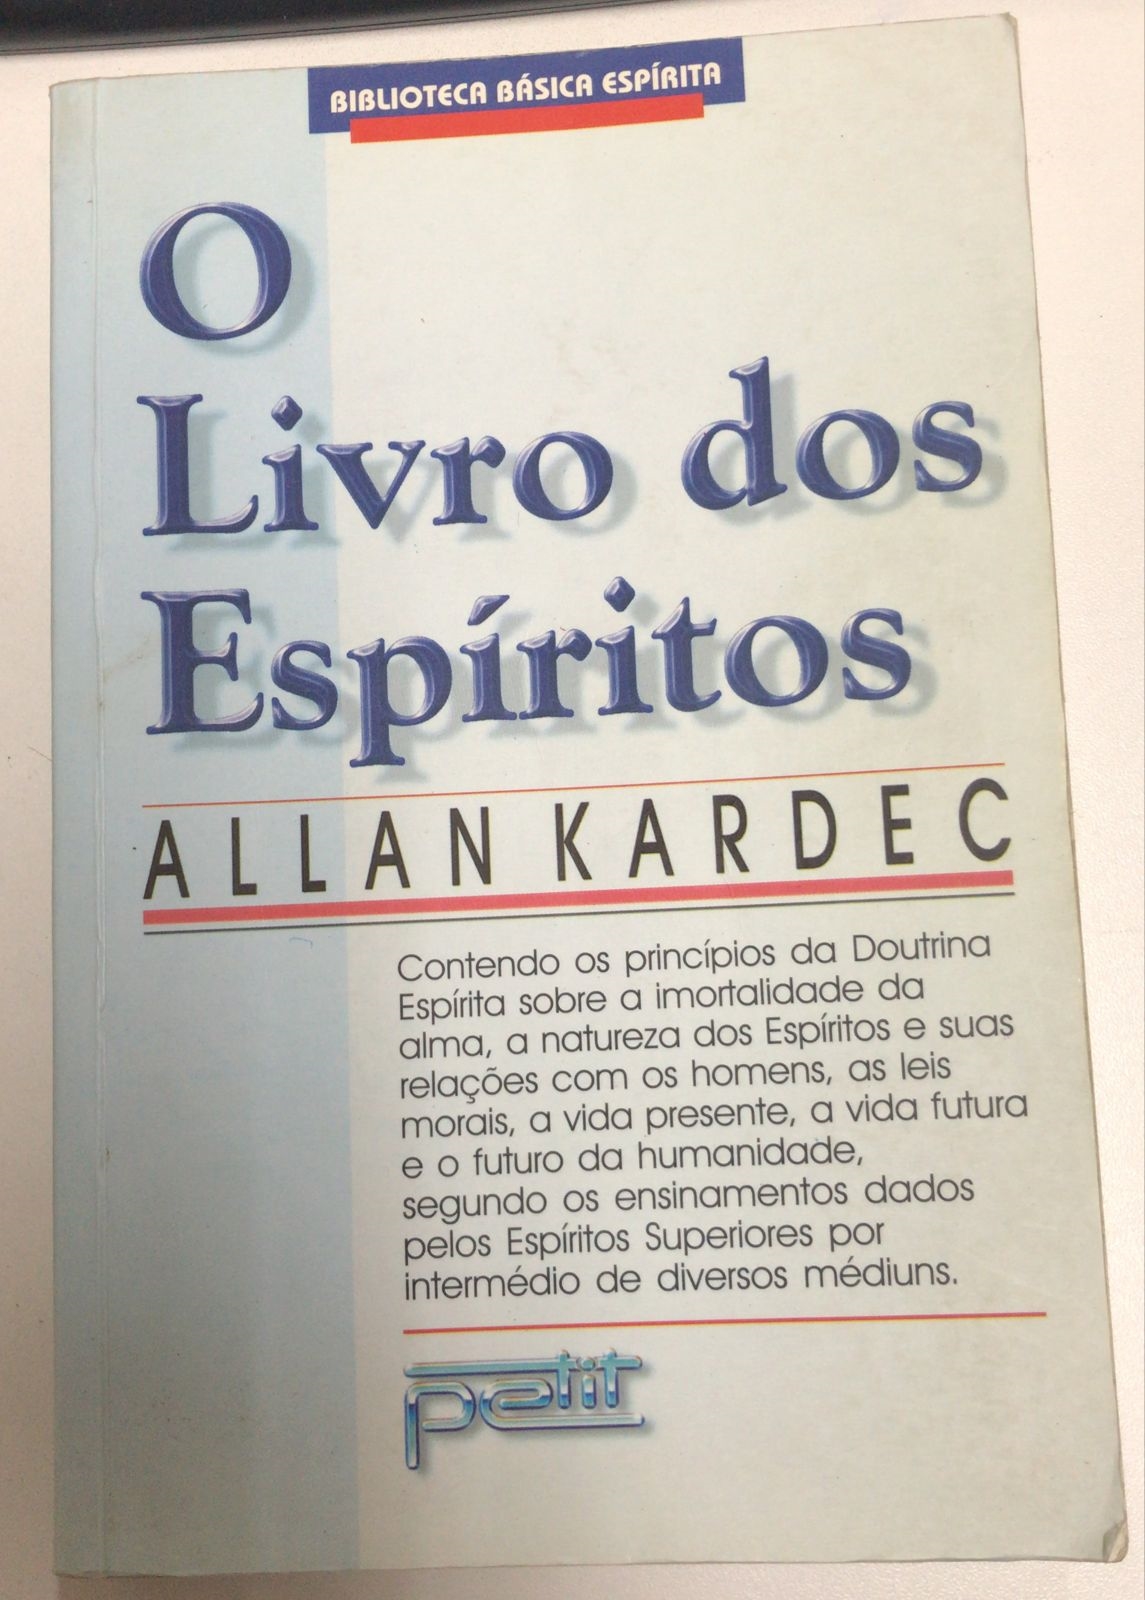 BIBLIOTECA BÁSICA ESPÍRITA
O
Livro dos
Espíritos
ALLAN KARDEC
Contendo os princípios da Doutrina
Espírita sobre a imortalidade da
alma, a natureza dos Espíritos e suas
relações com os homens, as leis
morais, a vida presente, a vida futura
e o futuro da humanidade,
segundo os ensinamentos dados
pelos Espíritos Superiores por
intermédio de diversos médiuns.
petit